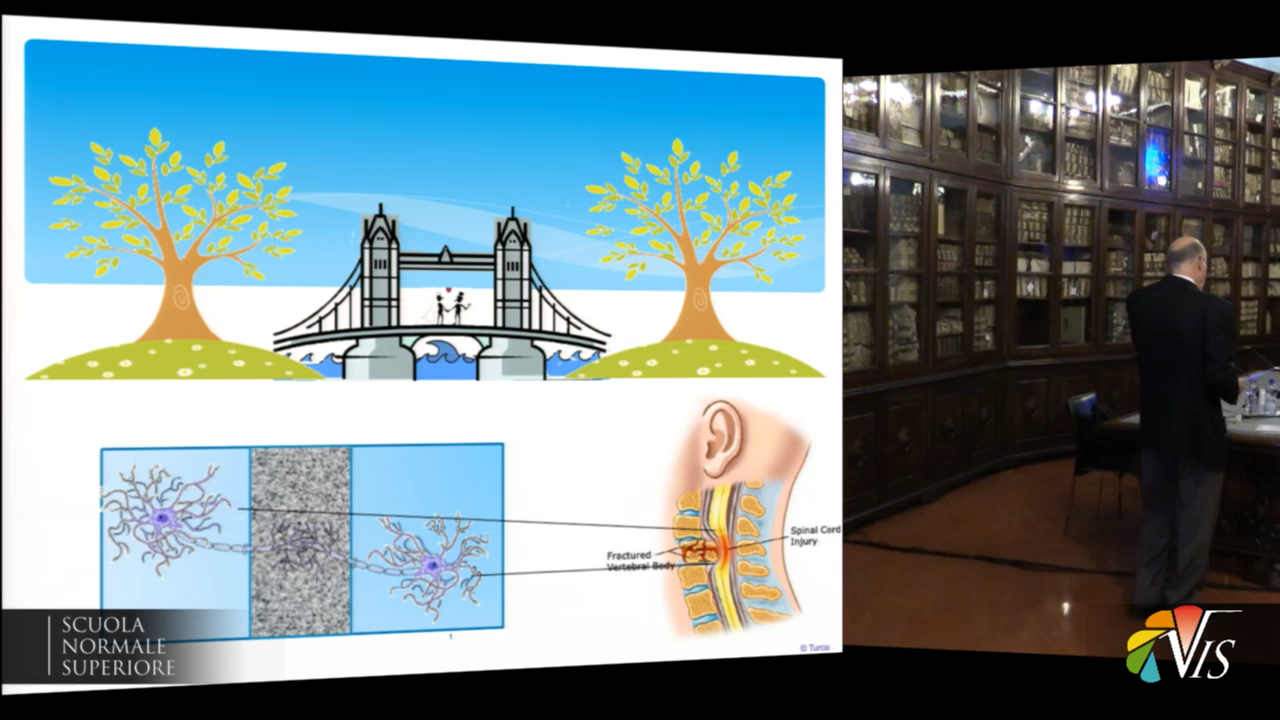 Fractured
Vertebral Body
Spinal Cord
Injury
© Turco
SCUOLA
NORMALE
SUPERIORE
VIS